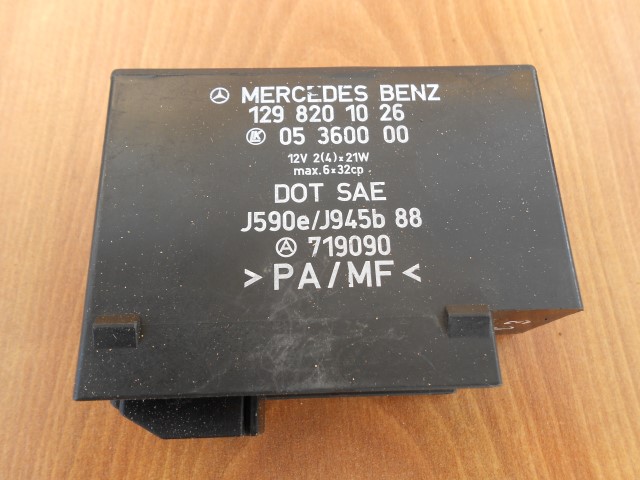 MERCEDES BENZ
129 820 10 26
LK 05 3600 00
12V 2(4)x21W
max.6x32cp
DOT SAE
J590e/J945b 88
A 719090
>PA/MF<